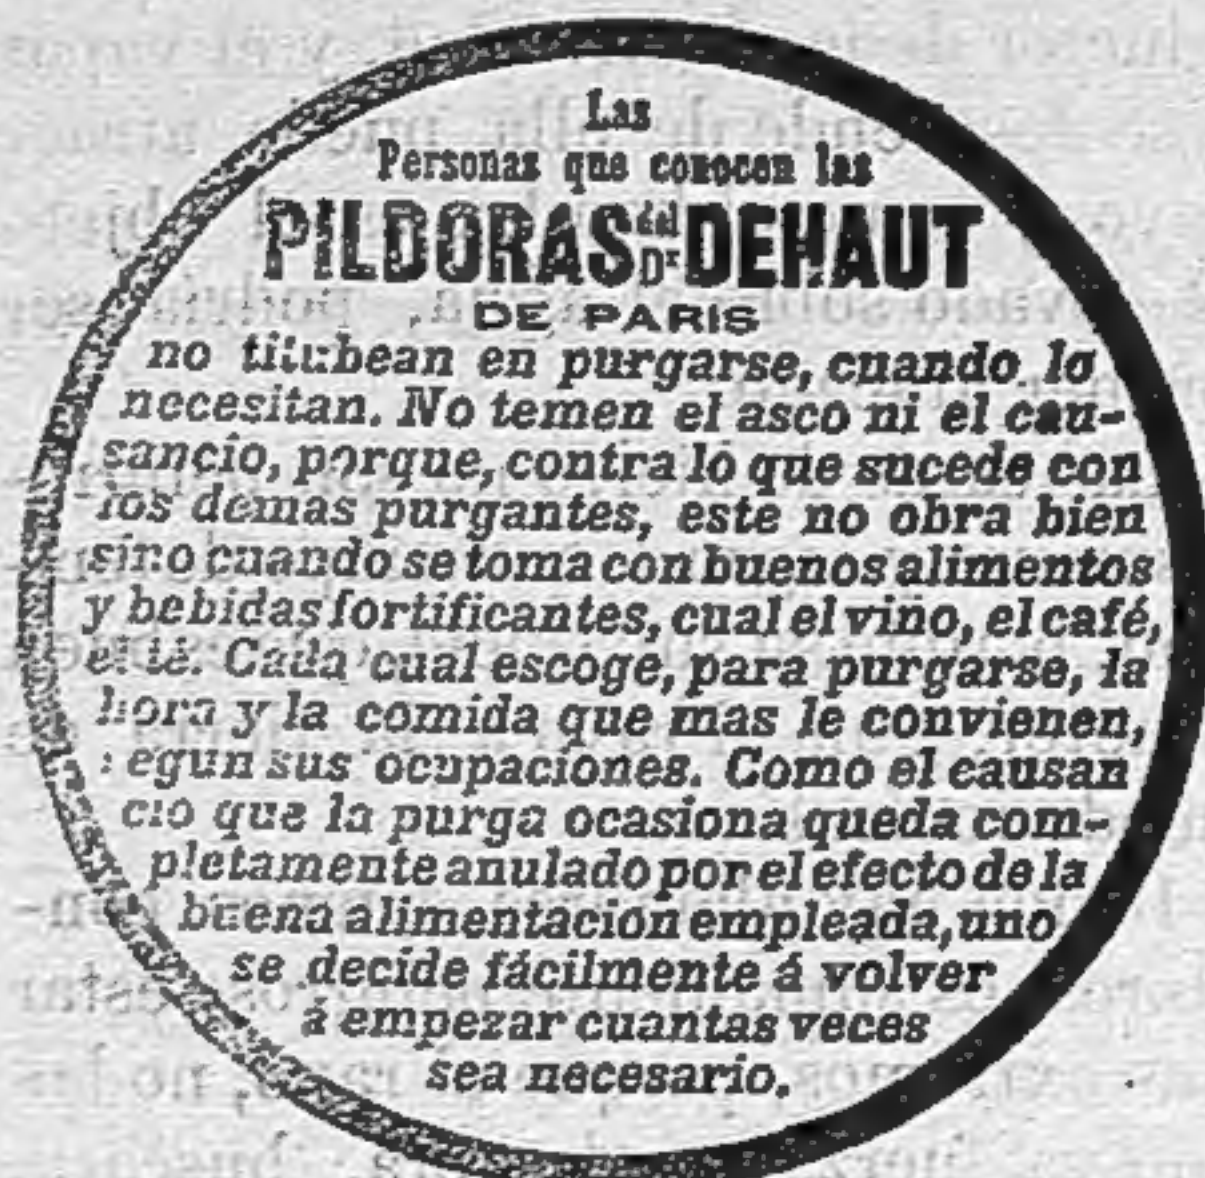 Las
Personas que conocen las
PILDORAS del Dr DEHAUT
DE PARIS
no titubean en purgarse, cuando lo
necesitan. No temen el asco ni el cau-
sancio, porque, contra lo que sucede con
los demas purgantes, este no obra bien
sino cuando se toma con buenos alimentos
y bebidas fortificantes, cual el vino, el café,
el té. Cada cual escoge, para purgarse, la
hora y la comida que mas le convienen,
segun sus ocupaciones. Como el causan
cio que la purga ocasiona queda com-
pletamente anulado por el efecto de la
buena alimentacion empleada, uno
se decide fácilmente á volver
á empezar cuantas veces
sea necesario.